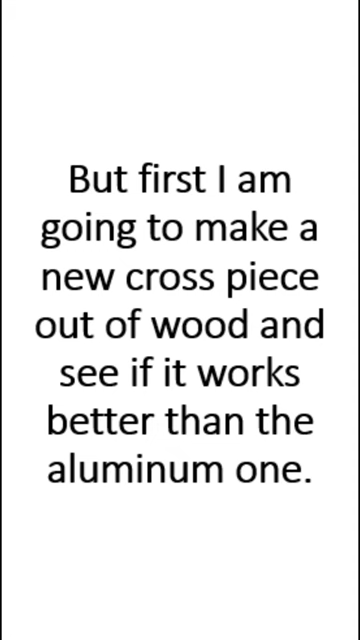 But first I am
going to make a
new cross piece
out of wood and
see if it works
better than the
aluminum one.